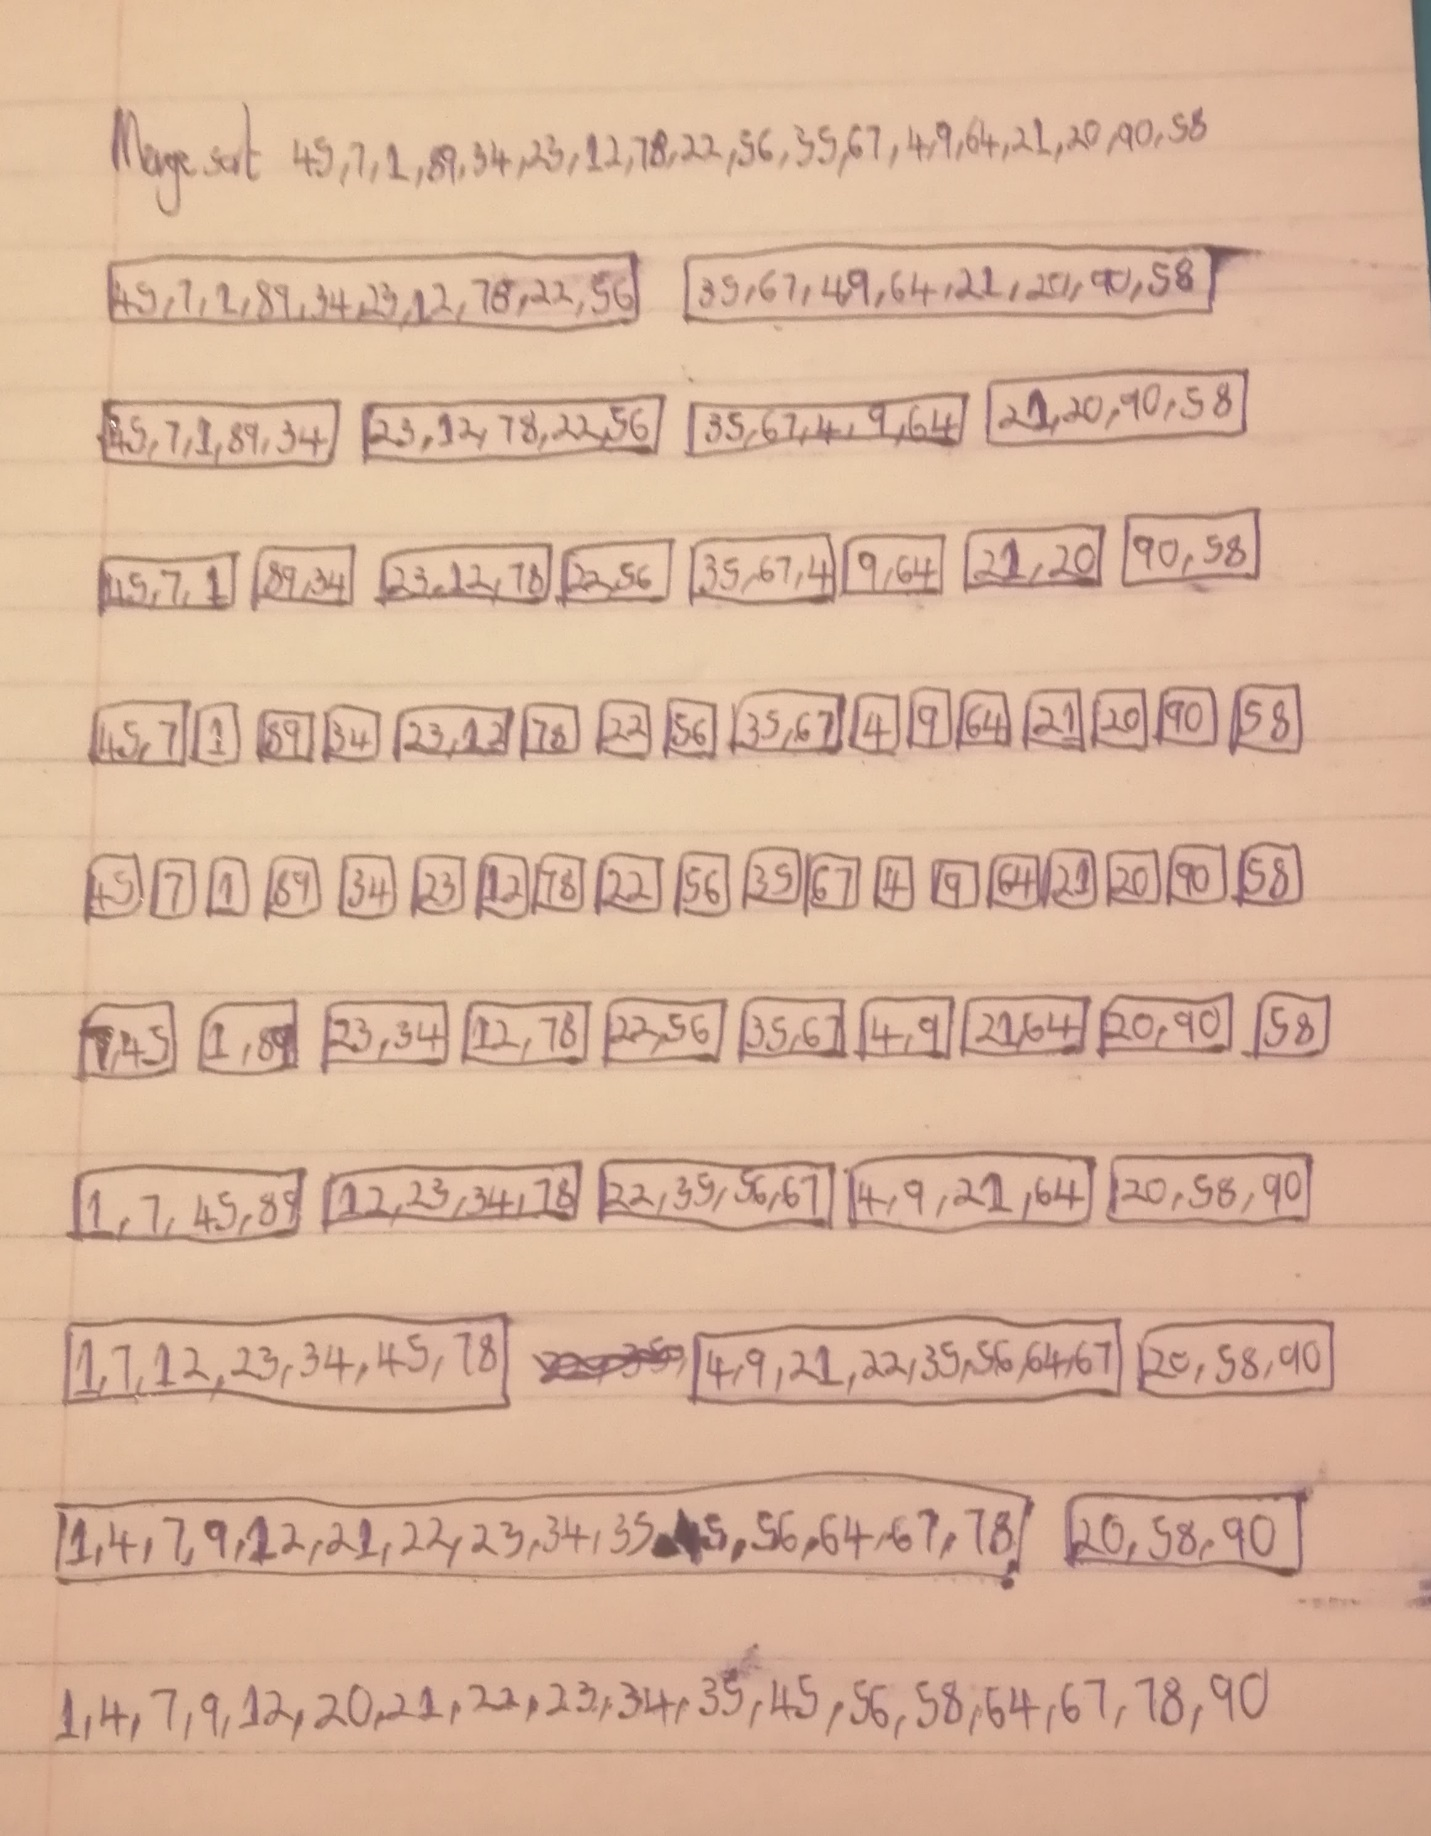 Merge sort 45,7,1,89,34,23,12,78,22,56,35,67,4,9,64,21,20,90,58
45,7,1,89,34,23,12,78,22,56 35,67,49,64,21,20,90,58
45,7,1,89,34 23,12,78,22,56 35,67,4,9,64 21,20,90,58
45,7,1 89,34 23,12,78 22,56 35,67,4 9,64 21,20 90,58
45,7 1 89 34 23,12 78 22 56 35,67 4 9 64 21 20 90 58
45 7 1 89 34 23 12 78 22 56 35 67 4 9 64 21 20 90 58
7,45 1,89 23,34 12,78 22,56 35,67 4,9 21,64 20,90 58
1,7,45,89 12,23,34,78 22,35,56,67 4,9,21,64 20,58,90
1,7,12,23,34,45,78 4,9,21,22,35,56,64,67 20,58,90
1,4,7,9,12,21,22,23,34,35,45,56,64,67,78 20,58,90
1,4,7,9,12,20,21,22,23,34,35,45,56,58,64,67,78,90